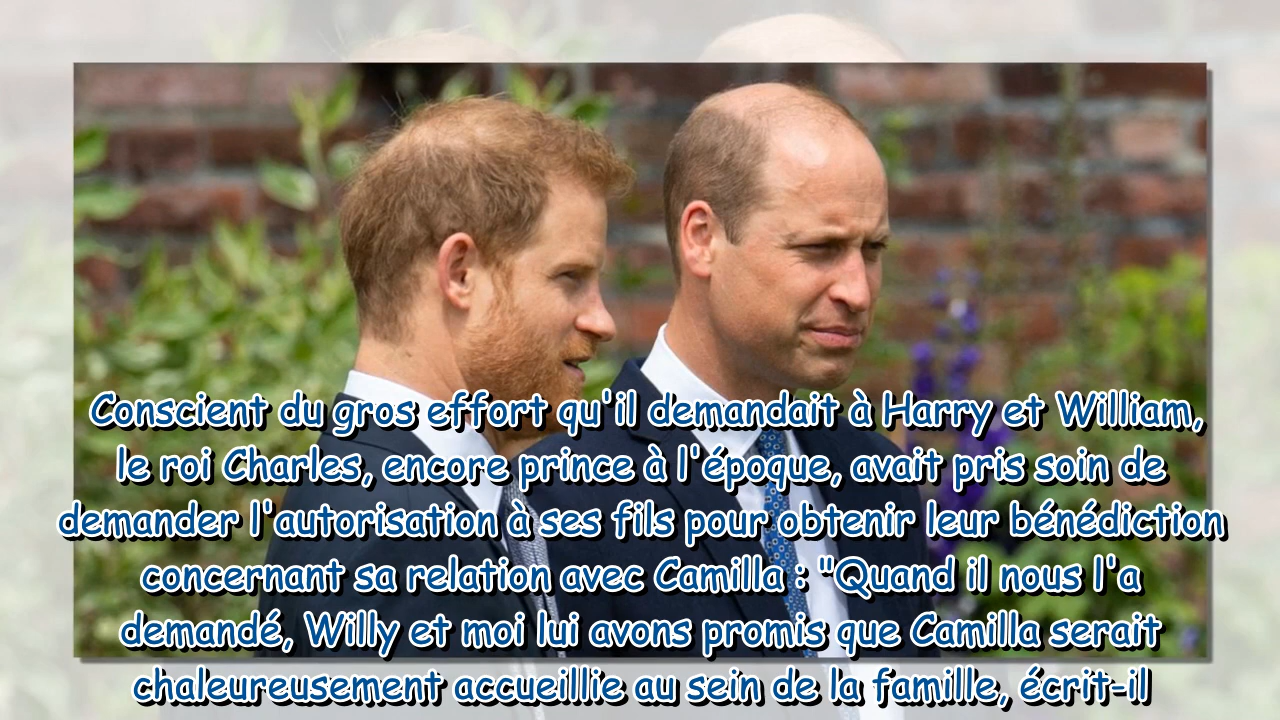 Conscient du gros effort qu'il demandait à Harry et William,
le roi Charles, encore prince à l'époque, avait pris soin de
demander l'autorisation à ses fils pour obtenir leur bénédiction
concernant sa relation avec Camilla : "Quand il nous l'a
demandé, Willy et moi lui avons promis que Camilla serait
chaleureusement accueillie au sein de la famille, écrit-il